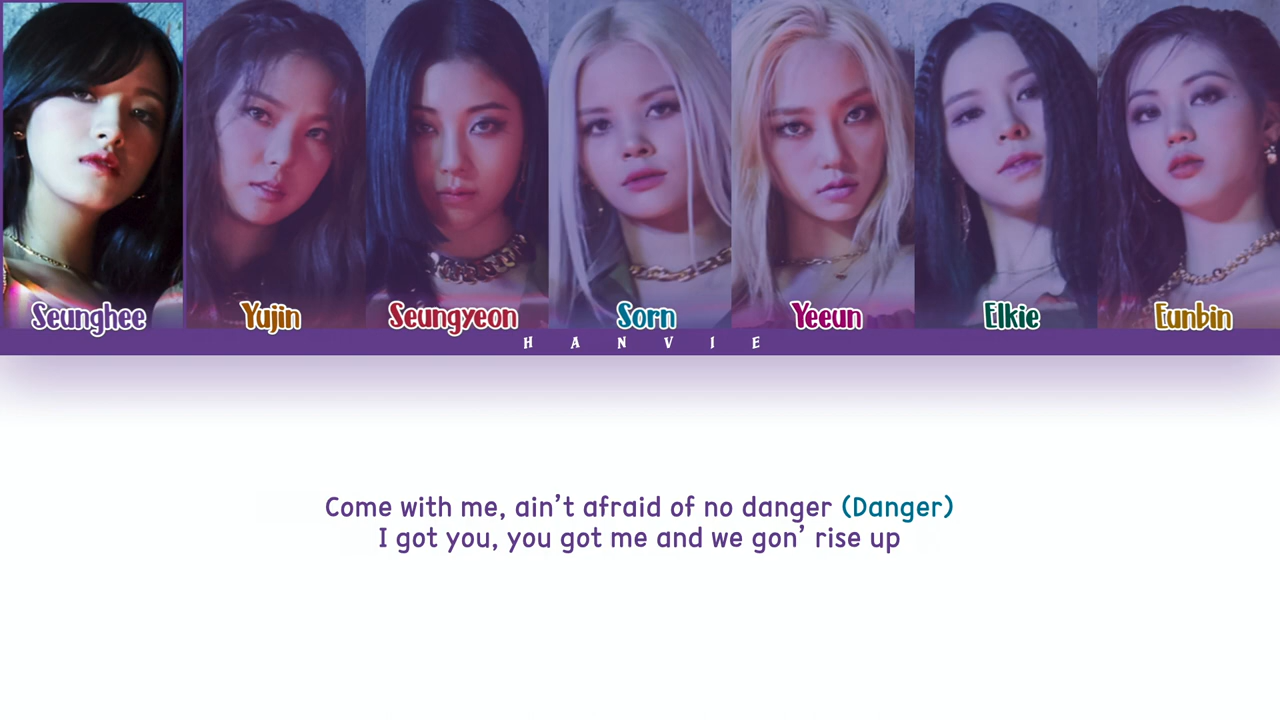 Seunghee Yujin Seungyeon Sorn Yeeun Elkie Eunbin
H A N V I E
Come with me, ain’t afraid of no danger (Danger)
I got you, you got me and we gon’ rise up